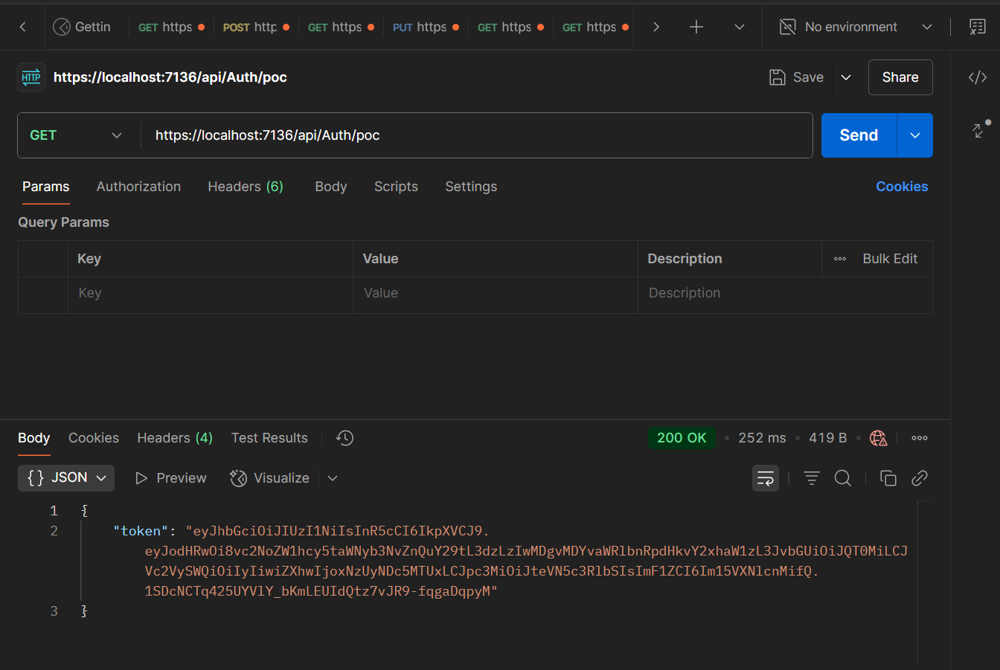 Gettin GET https POST http GET https PUT https GET https GET https No environment
HTTP https://localhost:7136/api/Auth/poc Save Share
GET https://localhost:7136/api/Auth/poc Send
Params Authorization Headers (6) Body Scripts Settings Cookies
Query Params
Key Value Description Bulk Edit
Key Value Description
Body Cookies Headers (4) Test Results 200 OK 252 ms 419 B
{} JSON Preview Visualize
1 {
2 "token": "eyJhbGciOiJIUzI1NiIsInR5cCI6IkpXVCJ9.
eyJodHRwOi8vc2NoZW1hcy5taWNyb3NvZnQuY29tL3dzLzIwMDgvMDYvaWRlbnRpdHkvY2xhaW1zL3JvbGUiOiJQT0MiLCJ
Vc2VySWQiOiIyIiwiZXhwIjoxNzUyNDc5MTUxLCJpc3MiOiJteVN5c3RlbSIsImF1ZCI6Im15VXNlcnMifQ.
1SDcNCTq425UYVlY_bKmLEUIdQtz7vJR9-fqgaDqpyM"
3 }